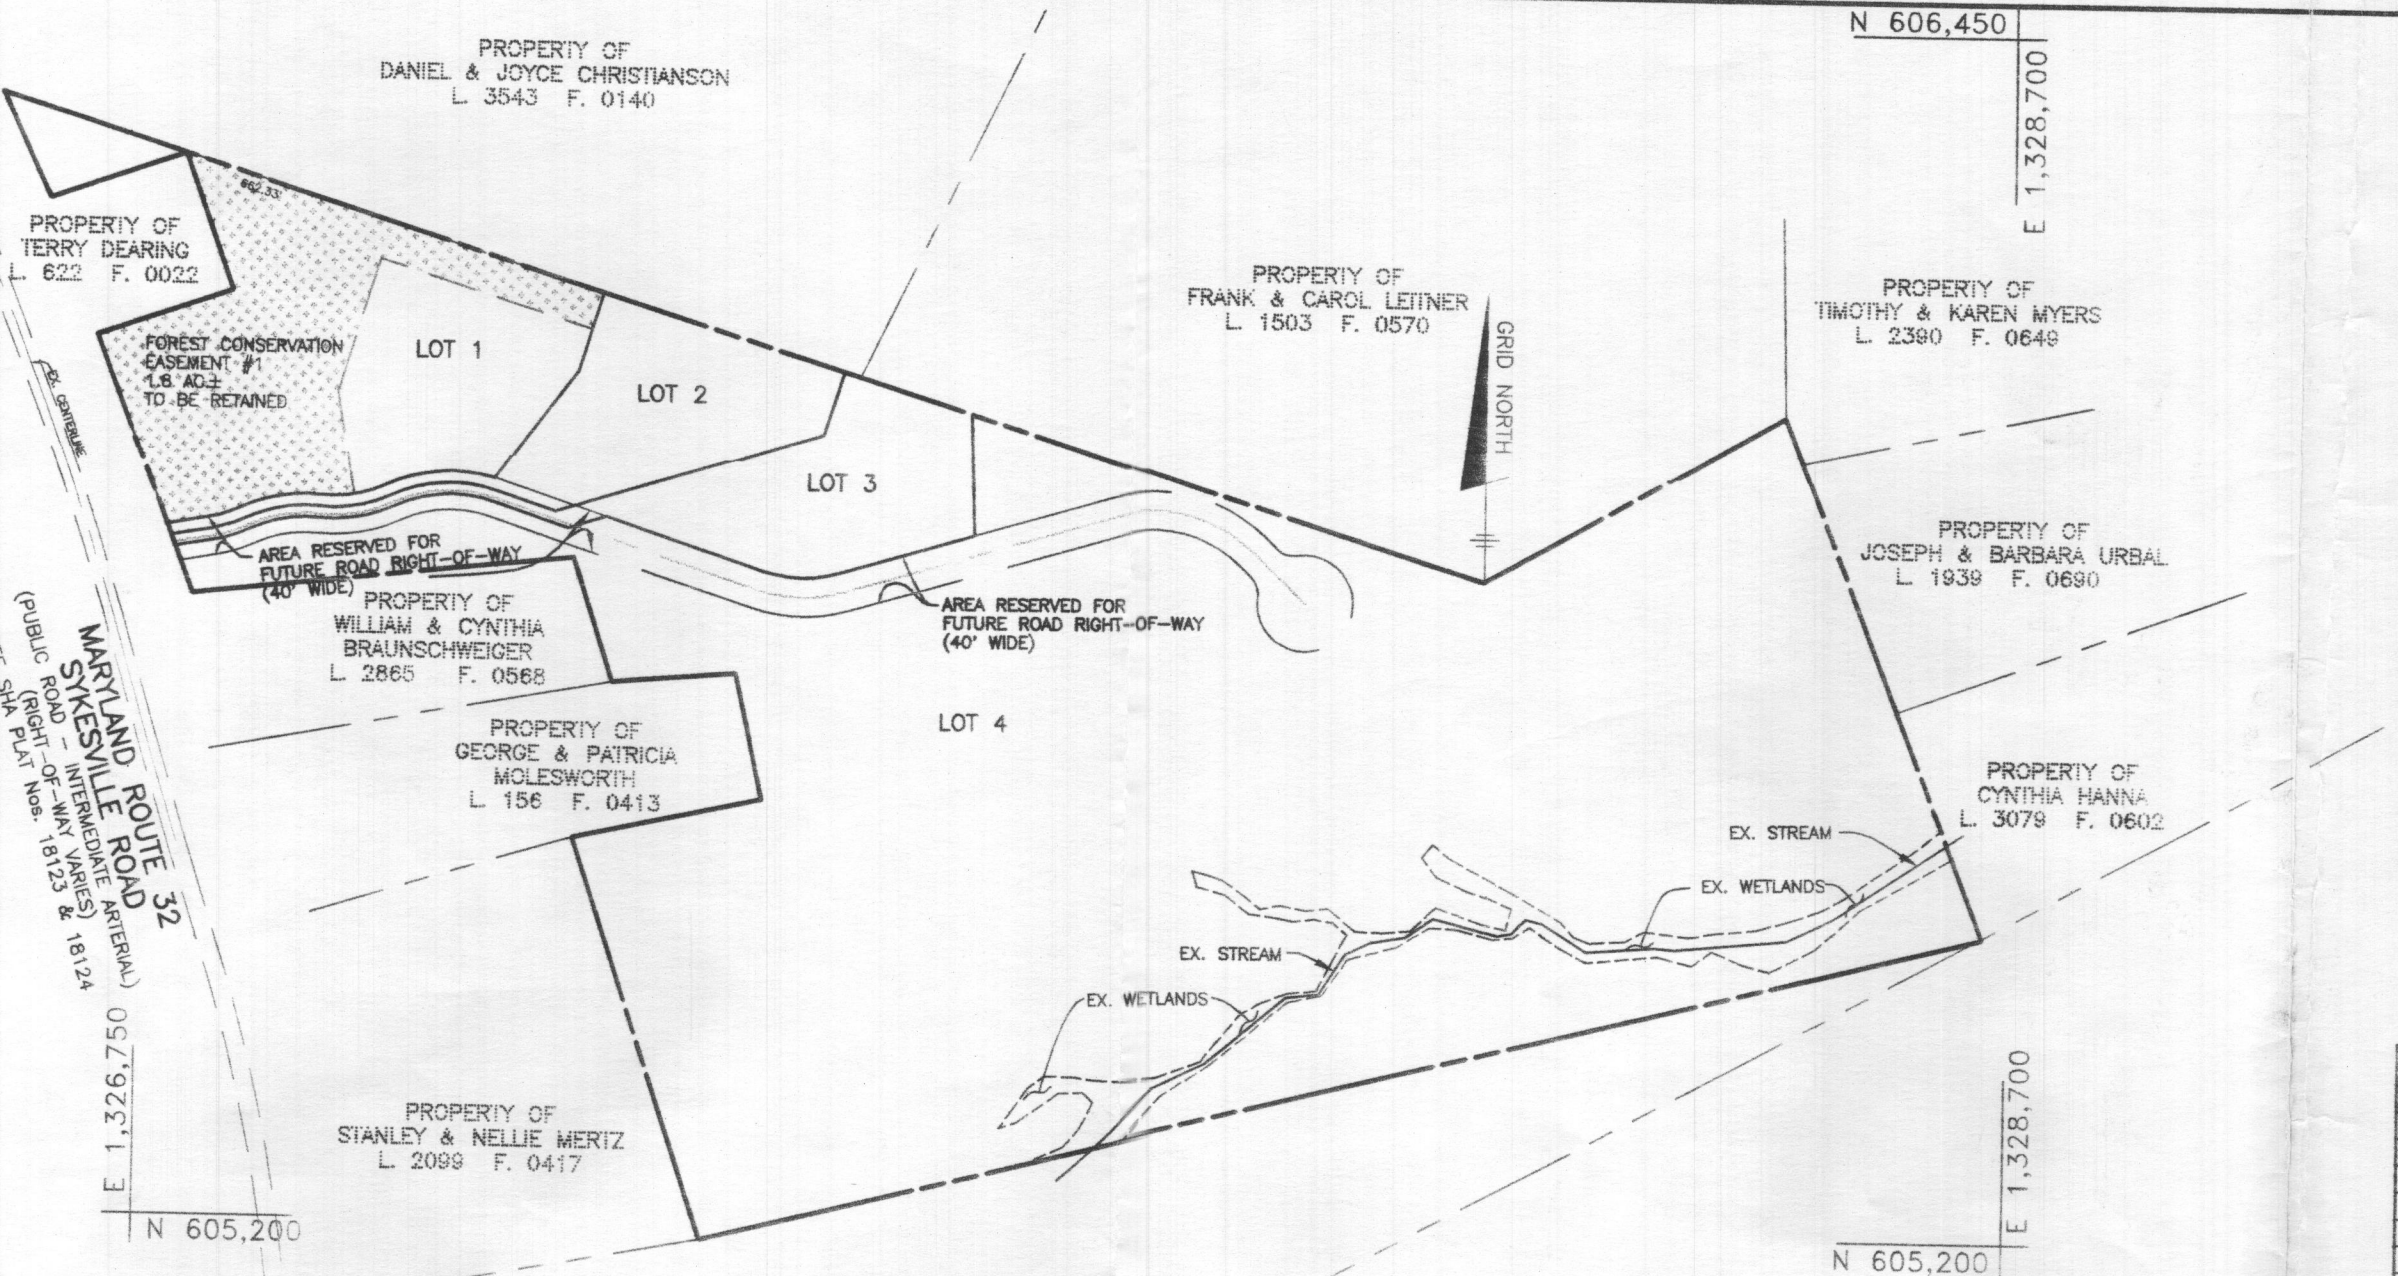 N 606,450
E 1,328,700
PROPERTY OF
DANIEL & JOYCE CHRISTIANSON
L. 3543 F. 0140
662.33'
PROPERTY OF
TERRY DEARING
L. 622 F. 0022
PROPERTY OF
FRANK & CAROL LEITNER
L. 1503 F. 0570
GRID NORTH
PROPERTY OF
TIMOTHY & KAREN MYERS
L. 2390 F. 0649
FOREST CONSERVATION
EASEMENT #1
1.8 AC.±
TO BE RETAINED
LOT 1
LOT 2
LOT 3
EX. CENTERLINE
AREA RESERVED FOR
FUTURE ROAD RIGHT-OF-WAY
(40' WIDE)
PROPERTY OF
JOSEPH & BARBARA URBAL
L. 1939 F. 0690
PROPERTY OF
WILLIAM & CYNTHIA
BRAUNSCHWEIGER
L. 2865 F. 0568
AREA RESERVED FOR
FUTURE ROAD RIGHT-OF-WAY
(40' WIDE)
MARYLAND ROUTE 32
SYKESVILLE ROAD
(PUBLIC ROAD - INTERMEDIATE ARTERIAL)
(RIGHT-OF-WAY VARIES)
SHA PLAT Nos. 18123 & 18124
LOT 4
PROPERTY OF
GEORGE & PATRICIA
MOLESWORTH
L. 156 F. 0413
PROPERTY OF
CYNTHIA HANNA
L. 3079 F. 0602
EX. STREAM
EX. WETLANDS
EX. STREAM
EX. WETLANDS
PROPERTY OF
STANLEY & NELLIE MERTZ
L. 2099 F. 0417
E 1,326,750
N 605,200
E 1,328,700
N 605,200